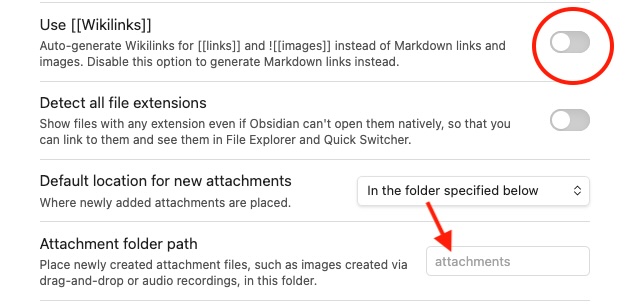 Use [[Wikilinks]]
Auto-generate Wikilinks for [[links]] and ![[images]] instead of Markdown links and
images. Disable this option to generate Markdown links instead.
Detect all file extensions
Show files with any extension even if Obsidian can't open them natively, so that you
can link to them and see them in File Explorer and Quick Switcher.
Default location for new attachments
Where newly added attachments are placed.
In the folder specified below
Attachment folder path
Place newly created attachment files, such as images created via
drag-and-drop or audio recordings, in this folder.
attachments